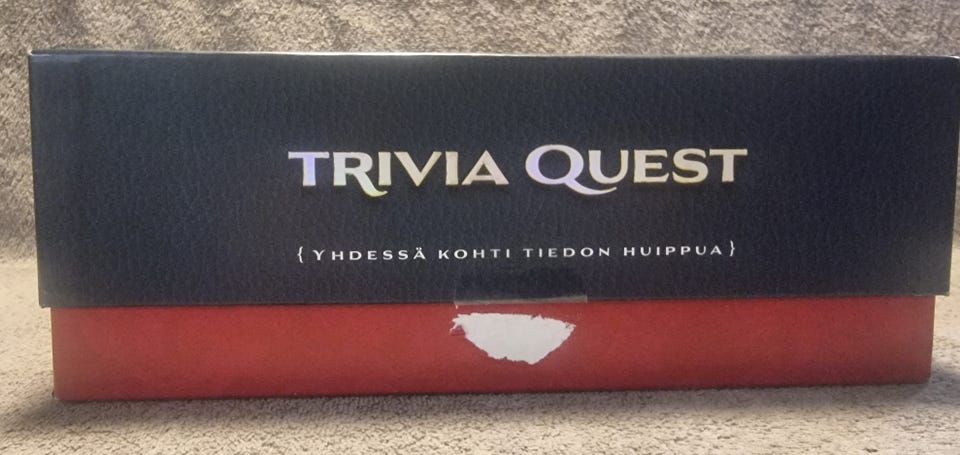 TRIVIA QUEST
{ YHDESSÄ KOHTI TIEDON HUIPPUA }